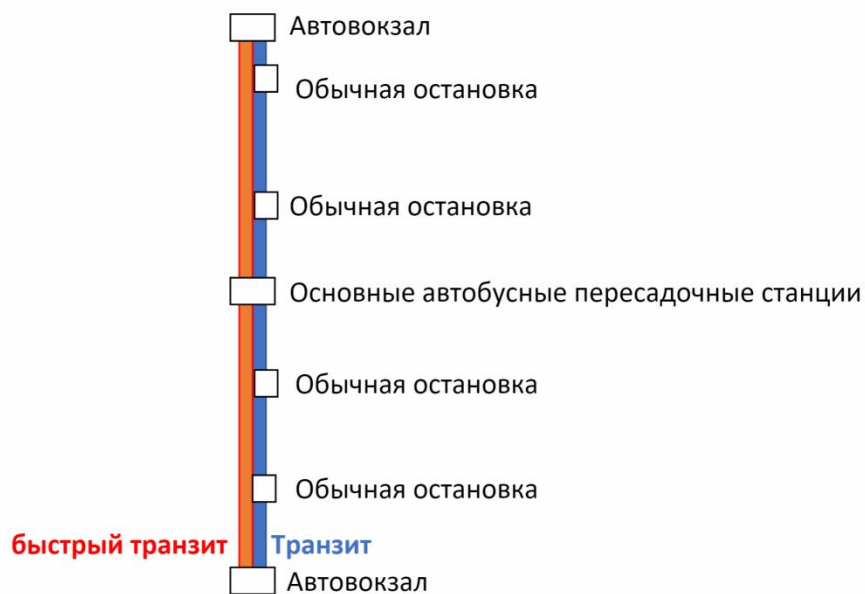 Автовокзал
Обычная остановка
Обычная остановка
Основные автобусные пересадочные станции
Обычная остановка
Обычная остановка
быстрый транзит Транзит
Автовокзал